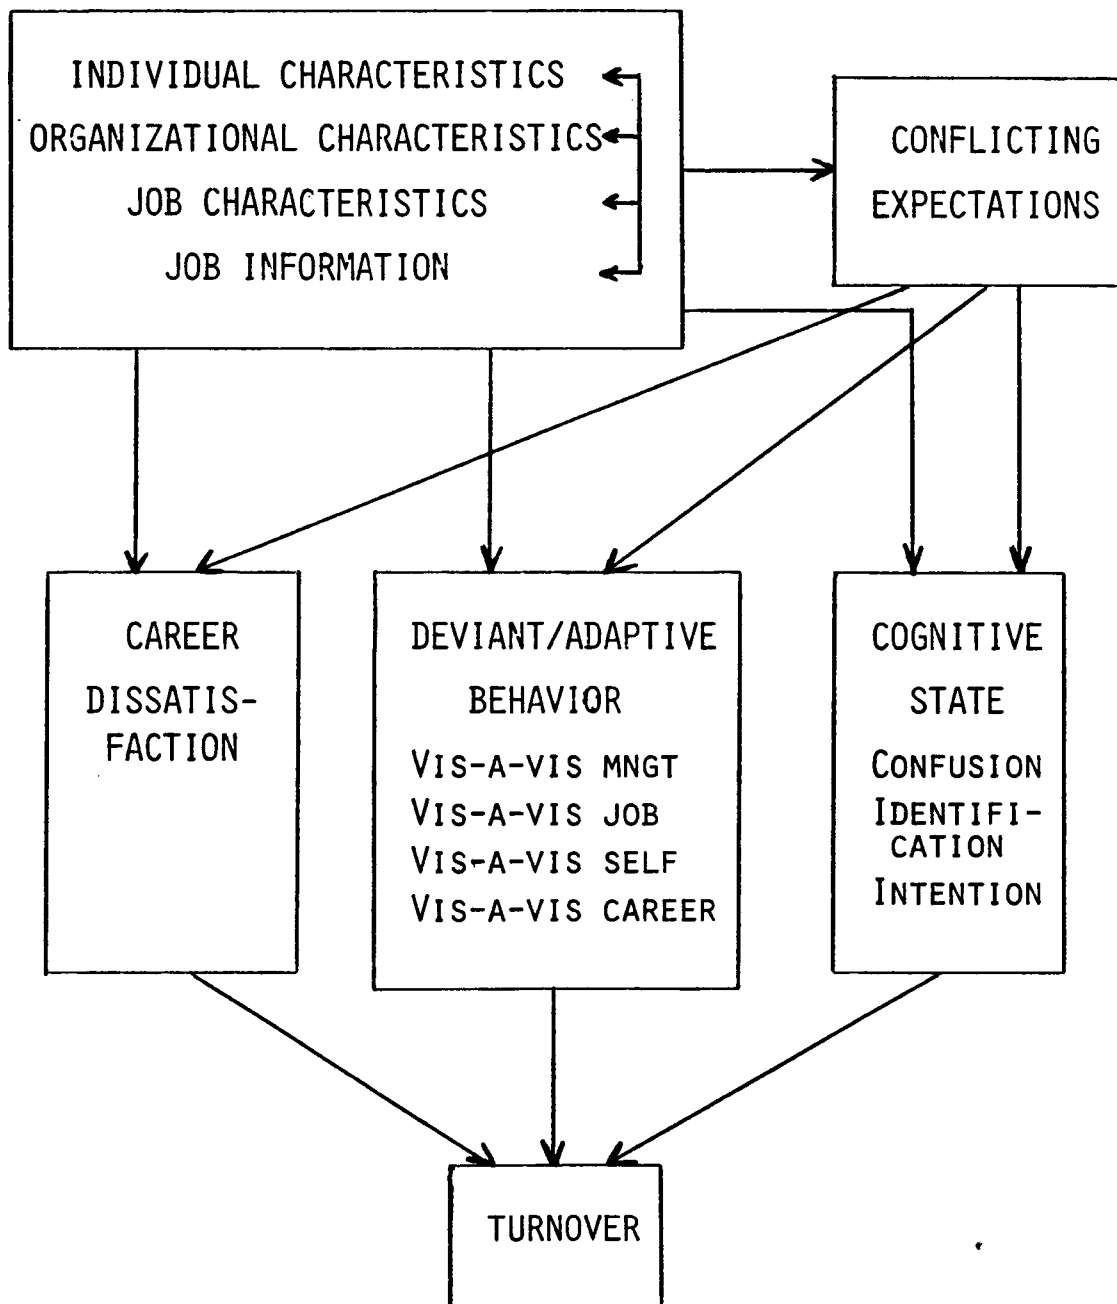 INDIVIDUAL CHARACTERISTICS
ORGANIZATIONAL CHARACTERISTICS
JOB CHARACTERISTICS
JOB INFORMATION
CONFLICTING
EXPECTATIONS
CAREER
DISSATIS-
FACTION
DEVIANT/ADAPTIVE
BEHAVIOR
VIS-A-VIS MNGT
VIS-A-VIS JOB
VIS-A-VIS SELF
VIS-A-VIS CAREER
COGNITIVE
STATE
CONFUSION
IDENTIFI-
CATION
INTENTION
TURNOVER